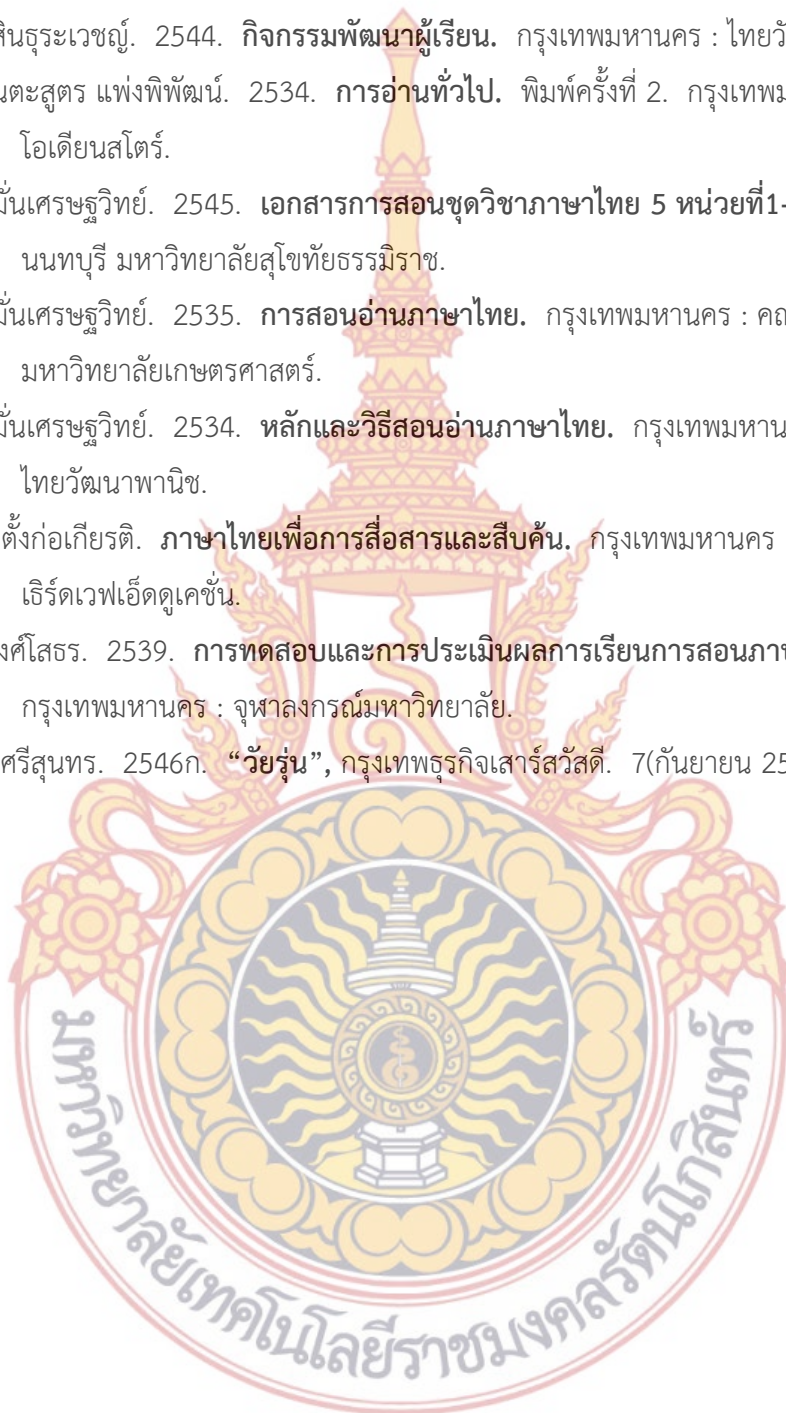 สินธุระเวชญ์. 2544. กิจกรรมพัฒนาผู้เรียน. กรุงเทพมหานคร : ไทยวั
นตะสูตร แพ่งพิพัฒน์. 2534. การอ่านทั่วไป. พิมพ์ครั้งที่ 2. กรุงเทพม
โอเดียนสโตร์.
มั่นเศรษฐวิทย์. 2545. เอกสารการสอนชุดวิชาภาษาไทย 5 หน่วยที่1-
นนทบุรี มหาวิทยาลัยสุโขทัยธรรมิราช.
มั่นเศรษฐวิทย์. 2535. การสอนอ่านภาษาไทย. กรุงเทพมหานคร : คณ
มหาวิทยาลัยเกษตรศาสตร์.
มั่นเศรษฐวิทย์. 2534. หลักและวิธีสอนอ่านภาษาไทย. กรุงเทพมหาน
ไทยวัฒนาพานิช.
ตั้งก่อเกียรติ. ภาษาไทยเพื่อการสื่อสารและสืบค้น. กรุงเทพมหานคร
เธิร์ดเวฟเอ็ดดูเคชั่น.
งศ์โสธร. 2539. การทดสอบและการประเมินผลการเรียนการสอนภา
กรุงเทพมหานคร : จุฬาลงกรณ์มหาวิทยาลัย.
ศรีสุนทร. 2546ก. “วัยรุ่น”, กรุงเทพธุรกิจเสาร์สวัสดี. 7(กันยายน 25
มหาวิทยาลัยเทคโนโลยีราชมงคลรัตนโกสินทร์